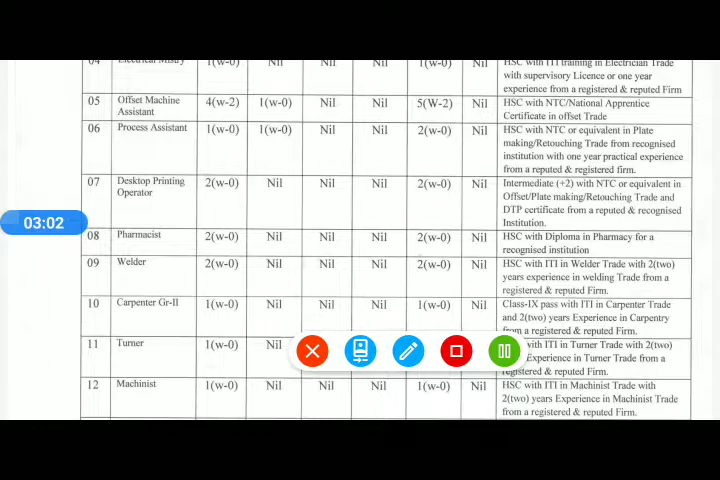 04 Electrical Mistry 1(w-0) Nil Nil Nil 1(w-0) Nil HSC with ITI training in Electrician Trade
with supervisory Licence or one year
experience from a registered & reputed Firm
05 Offset Machine 4(w-2) 1(w-0) Nil Nil 5(W-2) Nil HSC with NTC/National Apprentice
Assistant Certificate in offset Trade
06 Process Assistant 1(w-0) 1(w-0) Nil Nil 2(w-0) Nil HSC with NTC or equivalent in Plate
making/Retouching Trade from recognised
institution with one year practical experience
from a reputed & registered firm.
07 Desktop Printing 2(w-0) Nil Nil Nil 2(w-0) Nil Intermediate (+2) with NTC or equivalent in
Operator Offset/Plate making/Retouching Trade and
DTP certificate from a reputed & recognised
03:02 Institution.
08 Pharmacist 2(w-0) Nil Nil Nil 2(w-0) Nil HSC with Diploma in Pharmacy for a
recognised institution
09 Welder 2(w-0) Nil Nil Nil 2(w-0) Nil HSC with ITI in Welder Trade with 2(two)
years experience in welding Trade from a
registered & reputed Firm.
10 Carpenter Gr-II 1(w-0) Nil Nil Nil 1(w-0) Nil Class-IX pass with ITI in Carpenter Trade
and 2(two) years Experience in Carpentry
from a registered & reputed Firm.
11 Turner 1(w-0) Nil with ITI in Turner Trade with 2(two)
Experience in Turner Trade from a
registered & reputed Firm.
12 Machinist 1(w-0) Nil Nil Nil 1(w-0) Nil HSC with ITI in Machinist Trade with
2(two) years Experience in Machinist Trade
from a registered & reputed Firm.